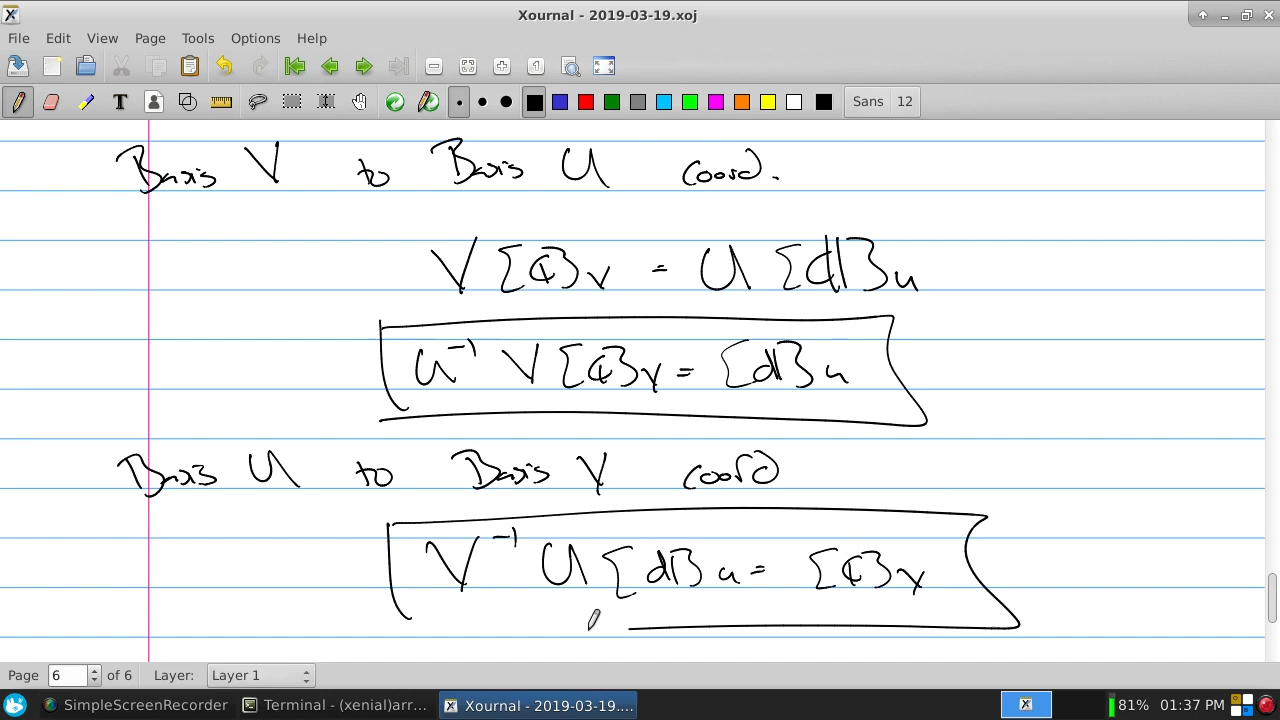 Xournal - 2019-03-19.xoj
File Edit View Page Tools Options Help
Sans 12
Basis V to Basis U coord.
V [c]v = U [d]u
U⁻¹ V [c]v = [d]u
Basis U to Basis V coord
V⁻¹ U [d]u = [c]v
Page 6 of 6 Layer: Layer 1
SimpleScreenRecorder Terminal - (xenial)arr... Xournal - 2019-03-19.... 81% 01:37 PM